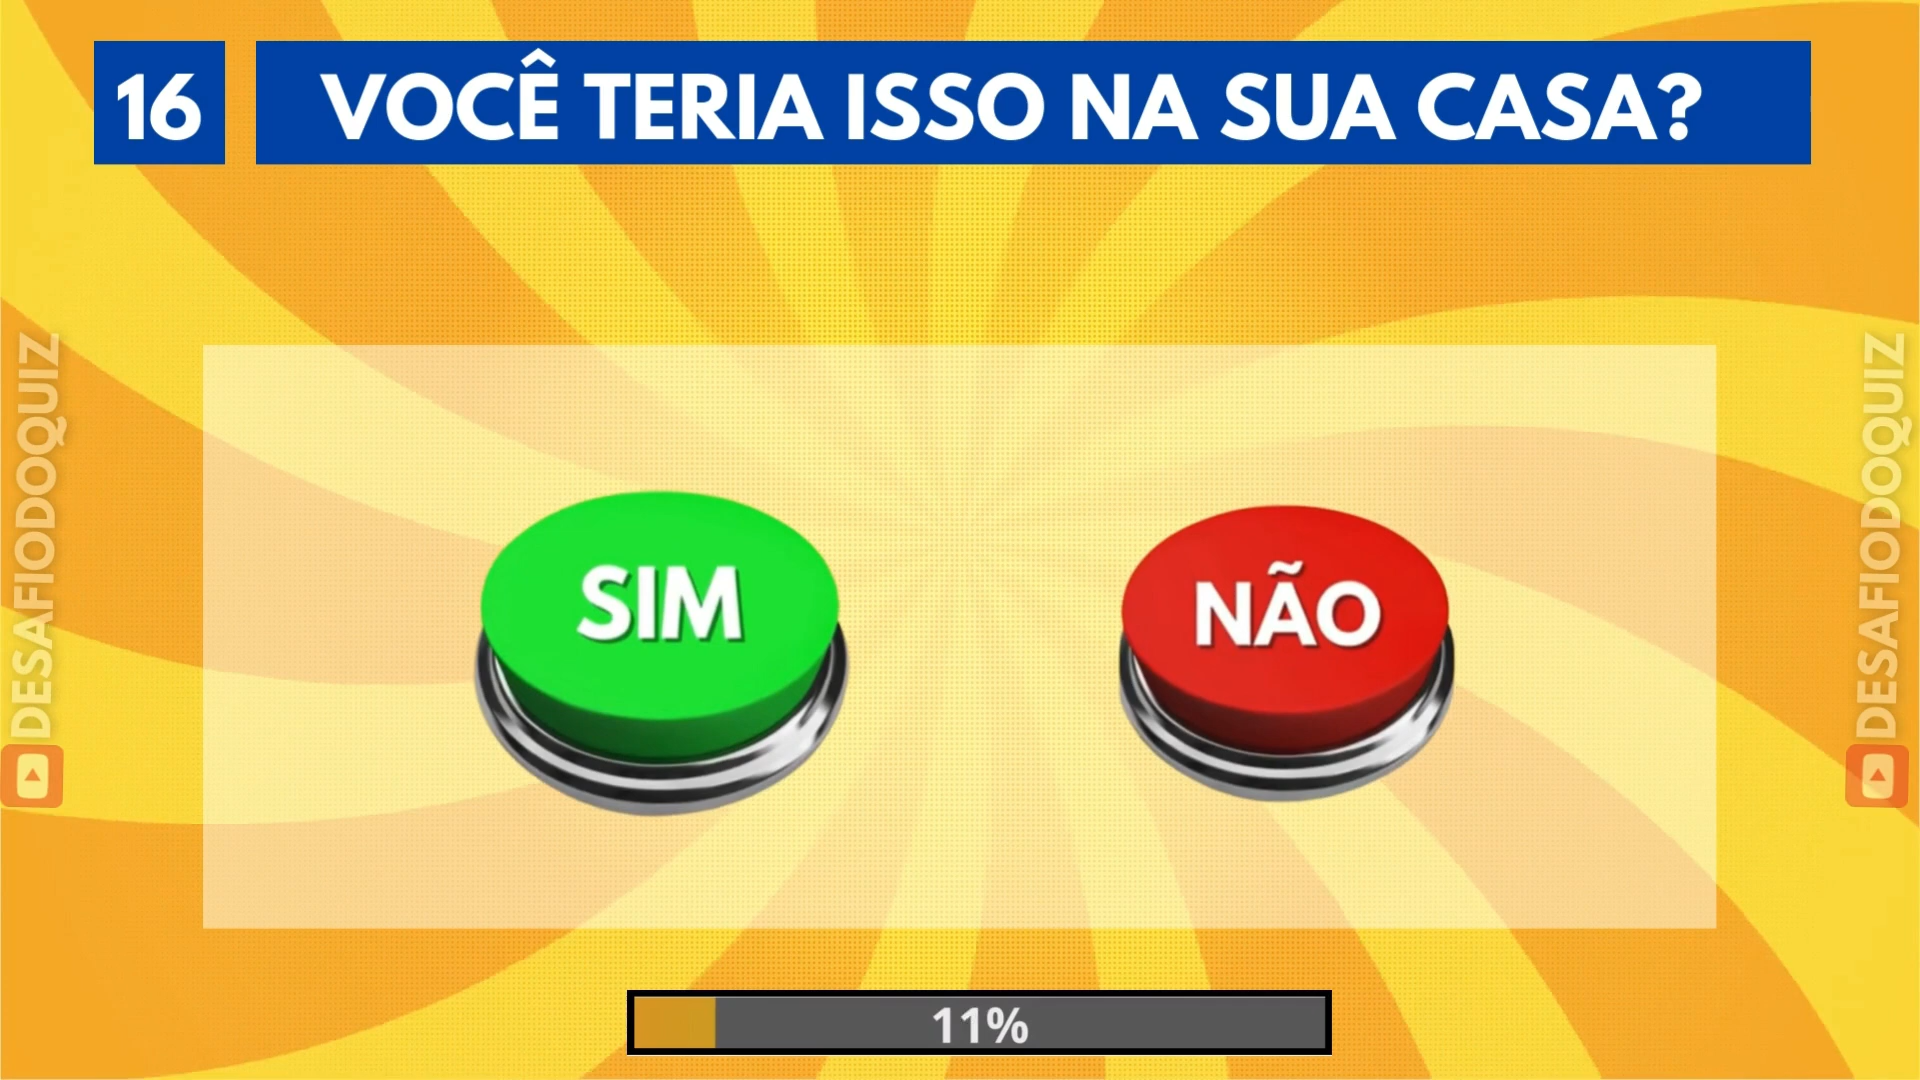 16 VOCÊ TERIA ISSO NA SUA CASA?
DESAFIODOQUIZ
DESAFIODOQUIZ
SIM
NÃO
11%